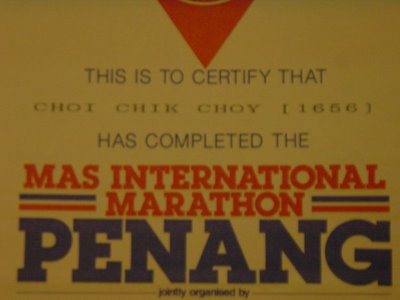 THIS IS TO CERTIFY THAT
CHOI CHIK CHOY [1656]
HAS COMPLETED THE
MAS INTERNATIONAL
MARATHON
PENANG
jointly organised by